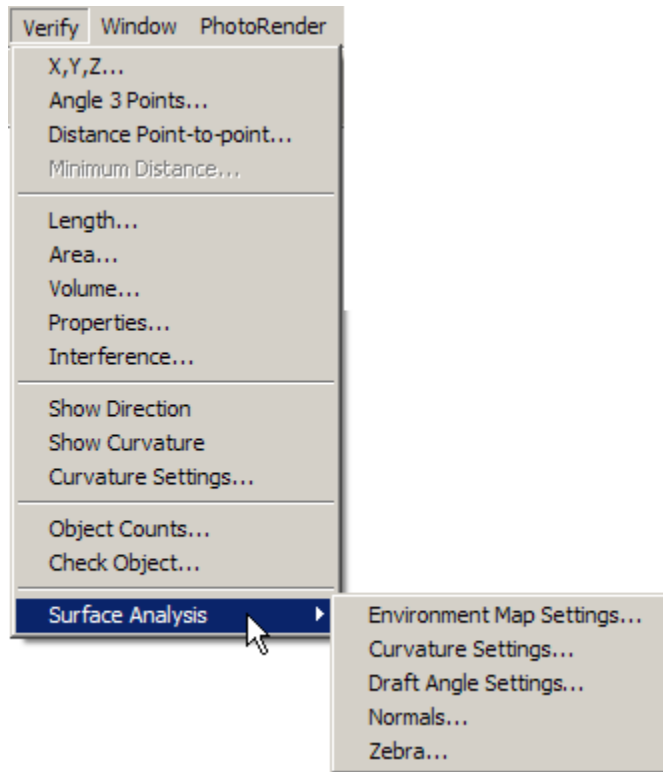 Verify Window PhotoRender
X,Y,Z...
Angle 3 Points...
Distance Point-to-point...
Minimum Distance...
Length...
Area...
Volume...
Properties...
Interference...
Show Direction
Show Curvature
Curvature Settings...
Object Counts...
Check Object...
Surface Analysis
Environment Map Settings...
Curvature Settings...
Draft Angle Settings...
Normals...
Zebra...